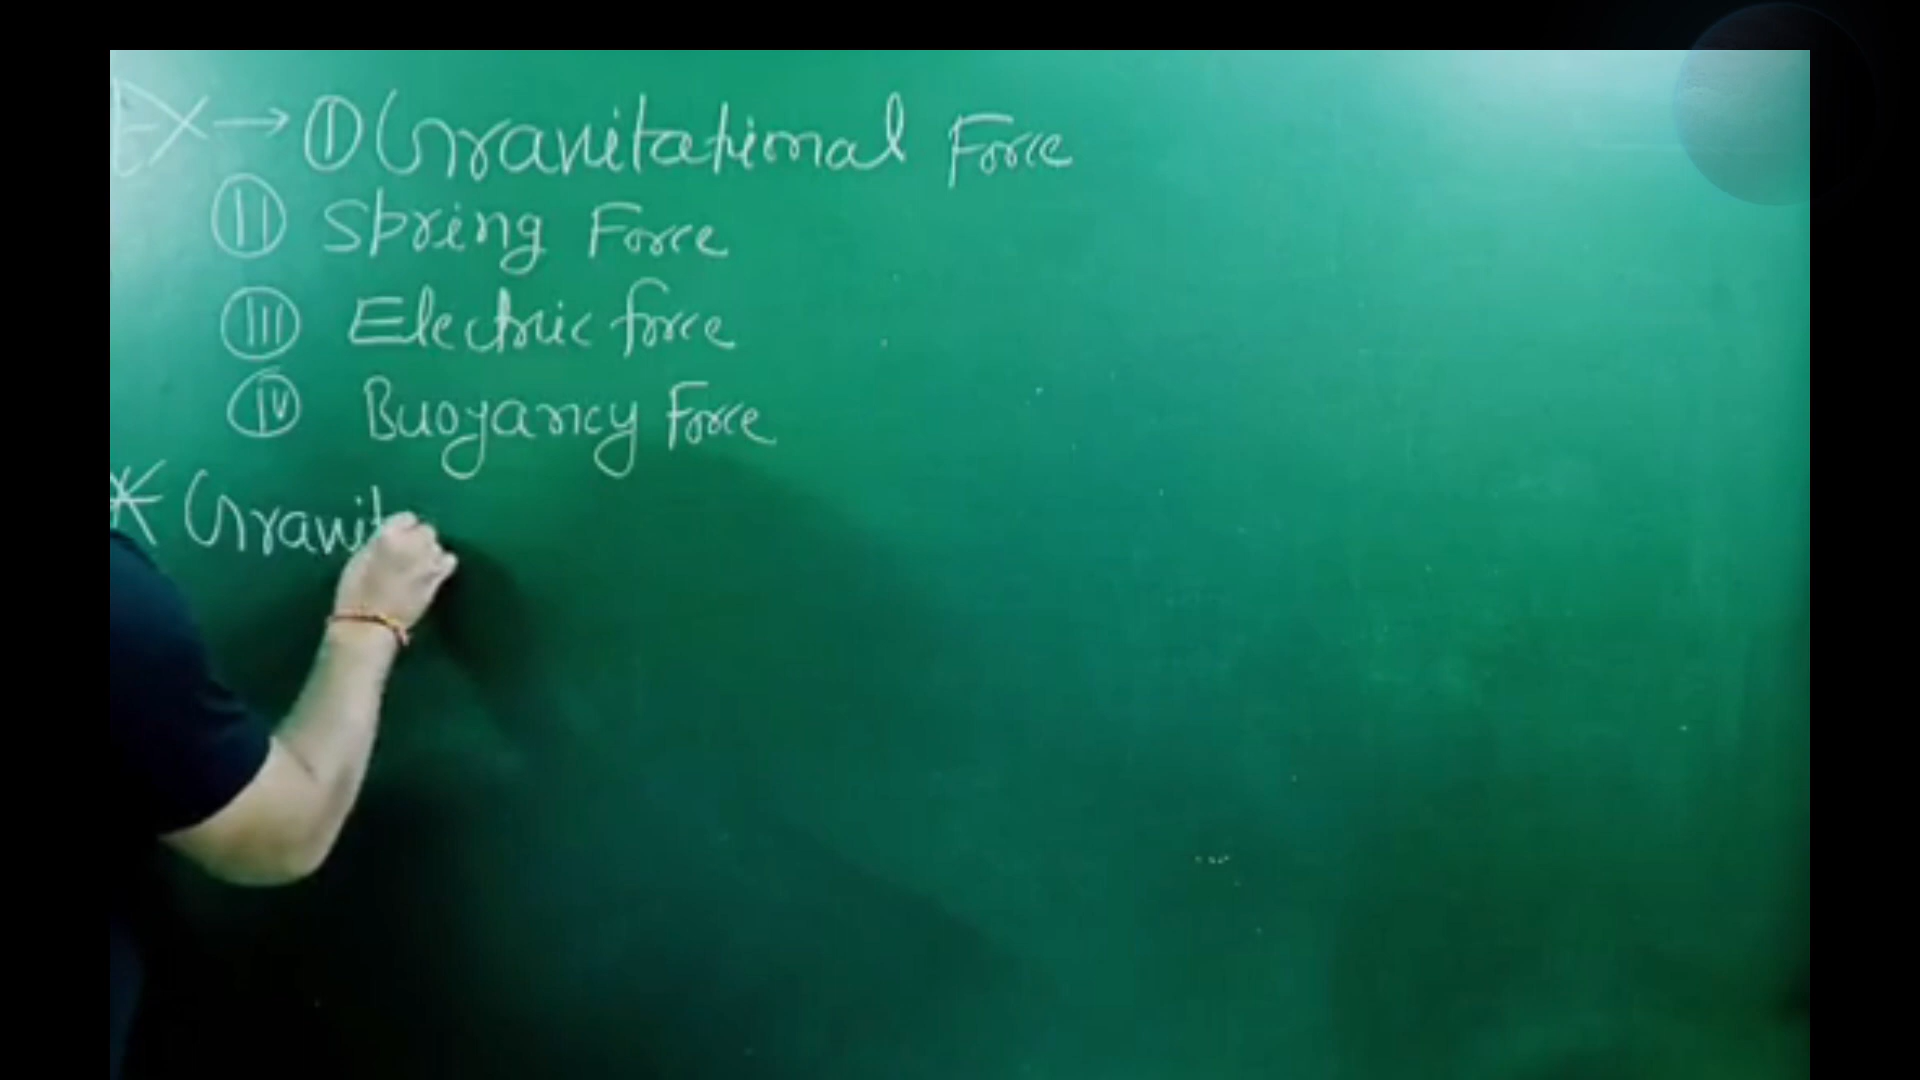 EX → ① Gravitational Force
ⓘⓘ Spring Force
ⓘⓘⓘ Electric force
ⓘⓥ Buoyancy Force
* Gravit